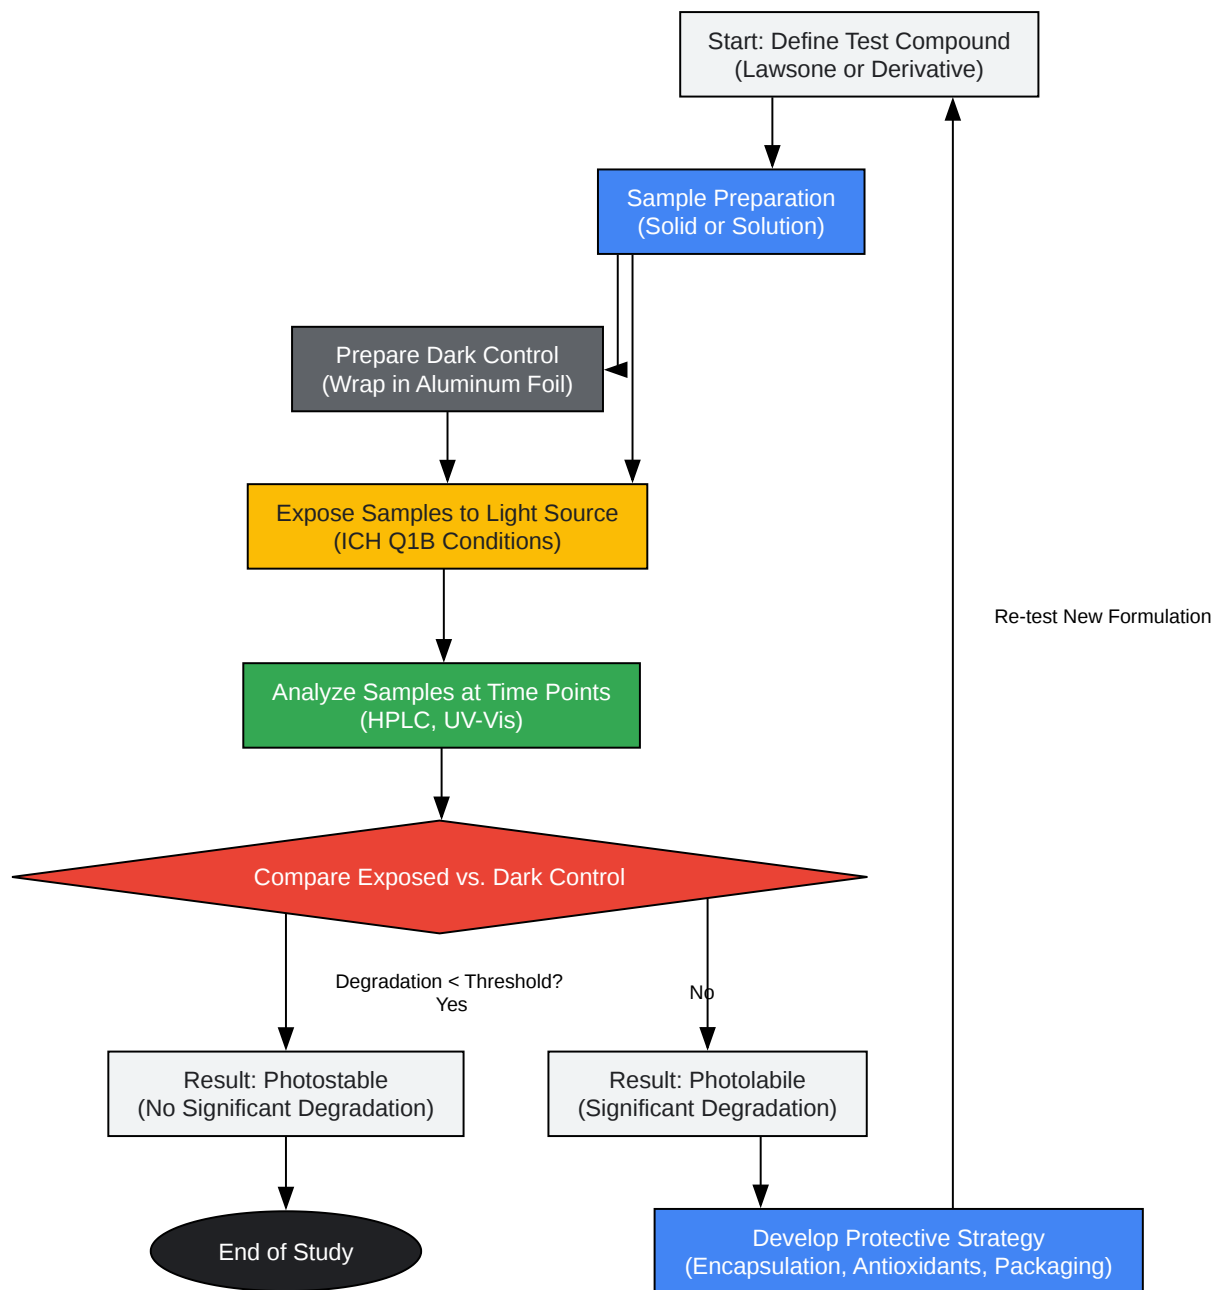 Start: Define Test Compound
(Lawsone or Derivative)
Sample Preparation
(Solid or Solution)
Prepare Dark Control
(Wrap in Aluminum Foil)
Expose Samples to Light Source
(ICH Q1B Conditions)
Re-test New Formulation
Analyze Samples at Time Points
(HPLC, UV-Vis)
Compare Exposed vs. Dark Control
Degradation < Threshold?
Yes
No
Result: Photostable
(No Significant Degradation)
Result: Photolabile
(Significant Degradation)
End of Study
Develop Protective Strategy
(Encapsulation, Antioxidants, Packaging)